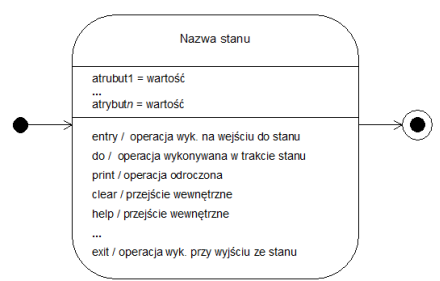 Nazwa stanu
atrubut1 = wartość
...
atrybutn = wartość
entry / operacja wyk. na wejściu do stanu
do / operacja wykonywana w trakcie stanu
print / operacja odroczona
clear / przejście wewnętrzne
help / przejście wewnętrzne
...
exit / operacja wyk. przy wyjściu ze stanu